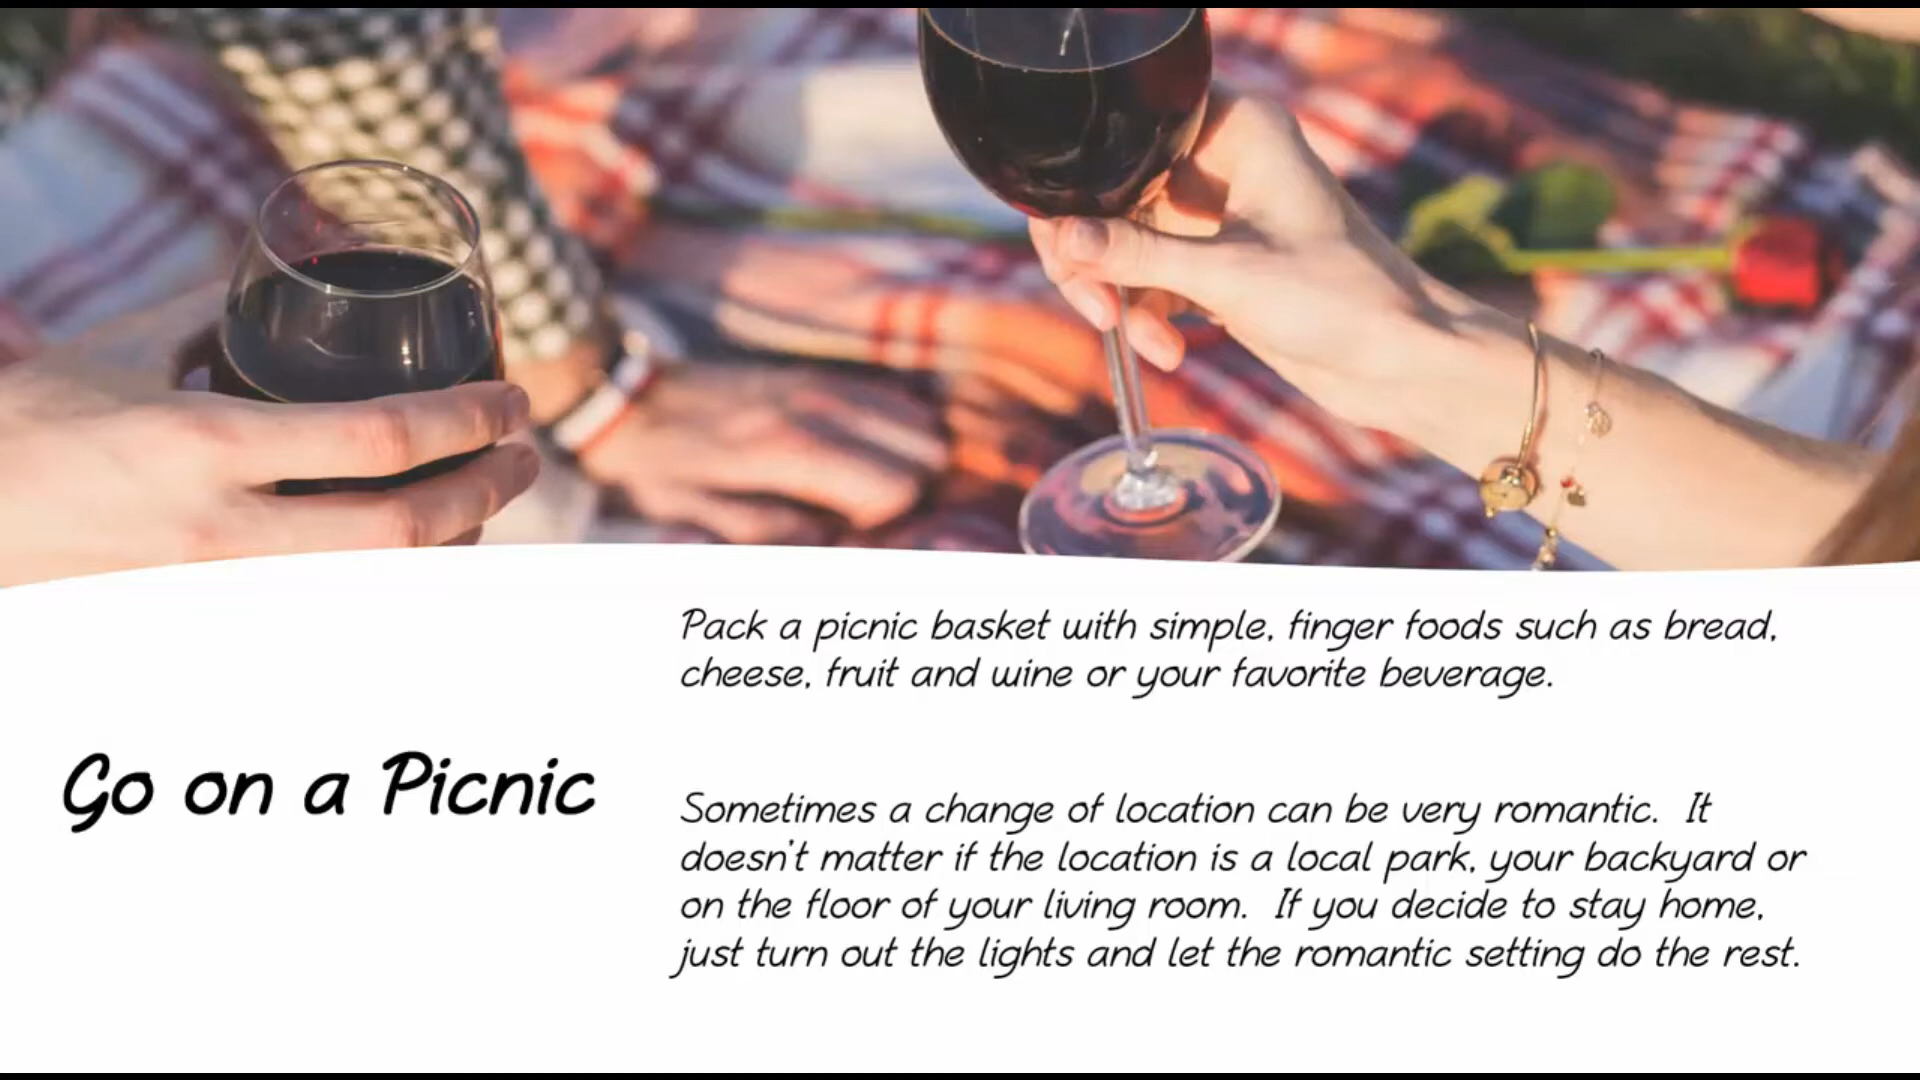 Pack a picnic basket with simple, finger foods such as bread,
cheese, fruit and wine or your favorite beverage.
Go on a Picnic
Sometimes a change of location can be very romantic.  It
doesn't matter if the location is a local park, your backyard or
on the floor of your living room.  If you decide to stay home,
just turn out the lights and let the romantic setting do the rest.